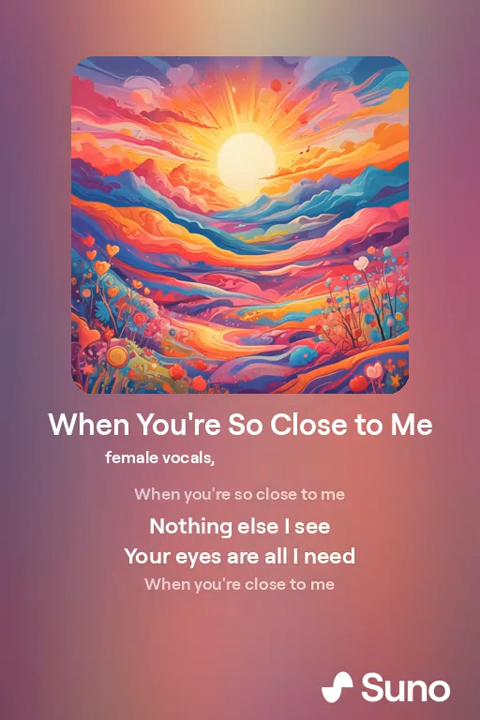 When You're So Close to Me
female vocals,
When you're so close to me
Nothing else I see
Your eyes are all I need
When you're close to me
Suno